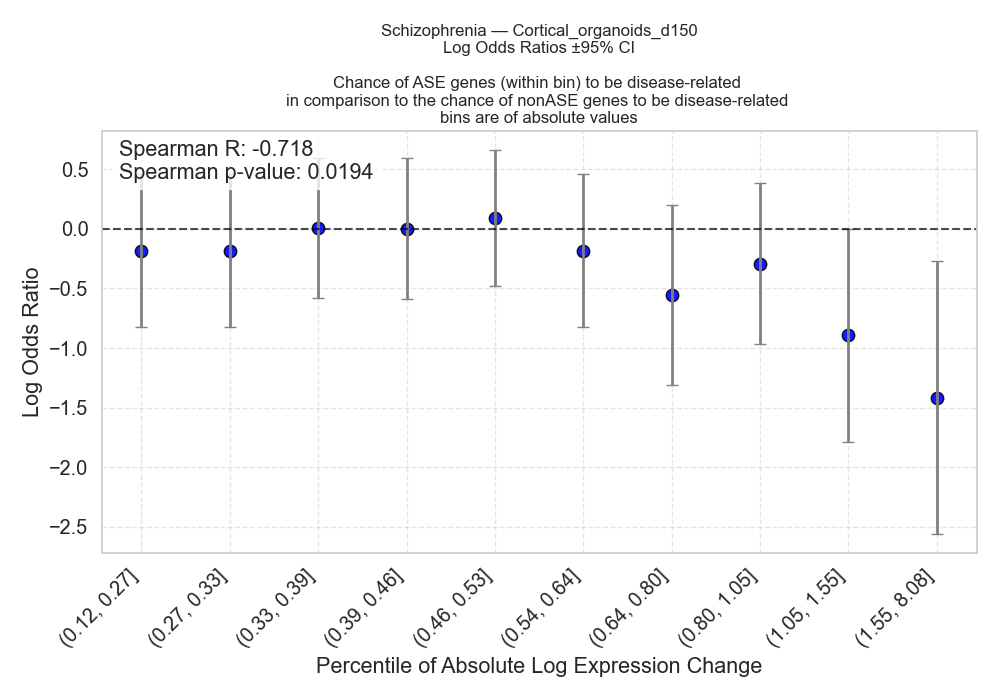 Schizophrenia — Cortical_organoids_d150
Log Odds Ratios ±95% CI
Chance of ASE genes (within bin) to be disease-related
in comparison to the chance of nonASE genes to be disease-related
bins are of absolute values
Spearman R: -0.718
Spearman p-value: 0.0194
Log Odds Ratio
0.5
0.0
−0.5
−1.0
−1.5
−2.0
−2.5
(0.12, 0.27]
(0.27, 0.33]
(0.33, 0.39]
(0.39, 0.46]
(0.46, 0.53]
(0.54, 0.64]
(0.64, 0.80]
(0.80, 1.05]
(1.05, 1.55]
(1.55, 8.08]
Percentile of Absolute Log Expression Change